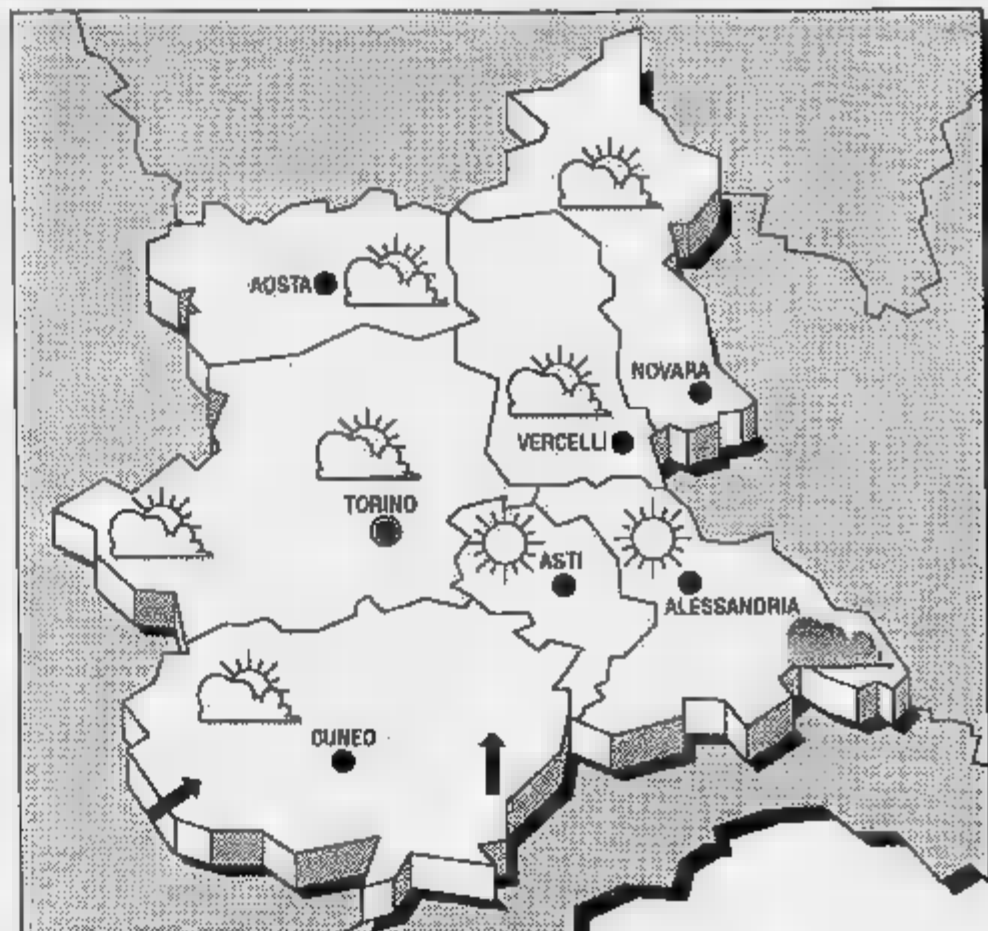 AOSTA
NOVARA
VERCELLI
TORINO
ASTI
ALESSANDRIA
CUNEO